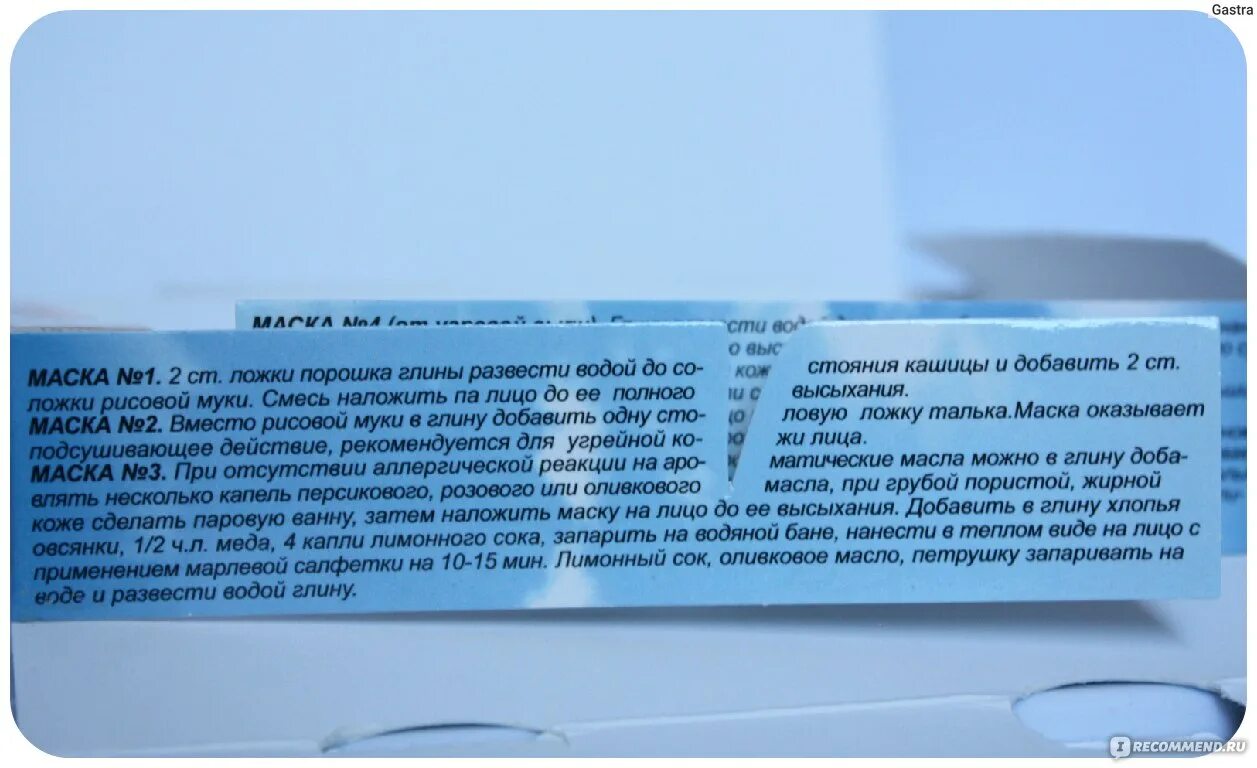 Gastra
МАСКА №4 (от угревой
сти
о выс
МАСКА №1. 2 ст. ложки порошка глины развести водой до со- стояния кашицы и добавить 2 ст.
ложки рисовой муки. Смесь наложить па лицо до ее полного высыхания.
МАСКА №2. Вместо рисовой муки в глину добавить одну сто- ловую ложку талька.Маска оказывает
подсушивающее действие, рекомендуется для угрейной ко- жи лица.
МАСКА №3. При отсутствии аллергической реакции на аро- матические масла можно в глину доба-
влять несколько капель персикового, розового или оливкового масла, при грубой пористой, жирной
коже сделать паровую ванну, затем наложить маску на лицо до ее высыхания. Добавить в глину хлопья
овсянки, 1/2 ч.л. меда, 4 капли лимонного сока, запарить на водяной бане, нанести в теплом виде на лицо с
применением марлевой салфетки на 10-15 мин. Лимонный сок, оливковое масло, петрушку запаривать на
воде и развести водой глину.
IRECOMMEND.RU